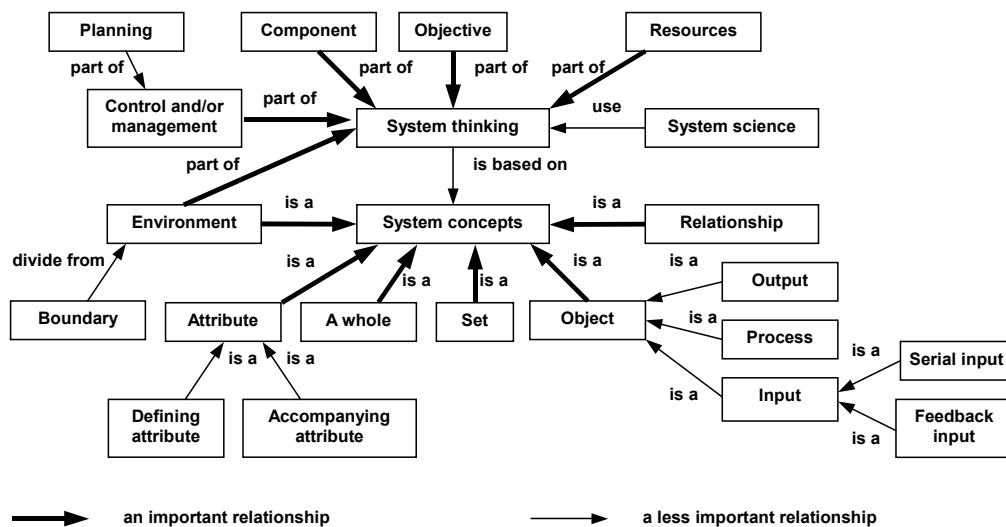 Planning
Component
Objective
Resources
part of
part of
part of
part of
Control and/or
management
part of
System thinking
use
System science
part of
is based on
Environment
is a
System concepts
is a
Relationship
divide from
is a
is a
is a
is a
is a
Output
Boundary
Attribute
A whole
Set
Object
is a
Process
is a
is a
is a
Input
is a
Serial input
Defining
attribute
Accompanying
attribute
is a
Feedback
input
an important relationship
a less important relationship